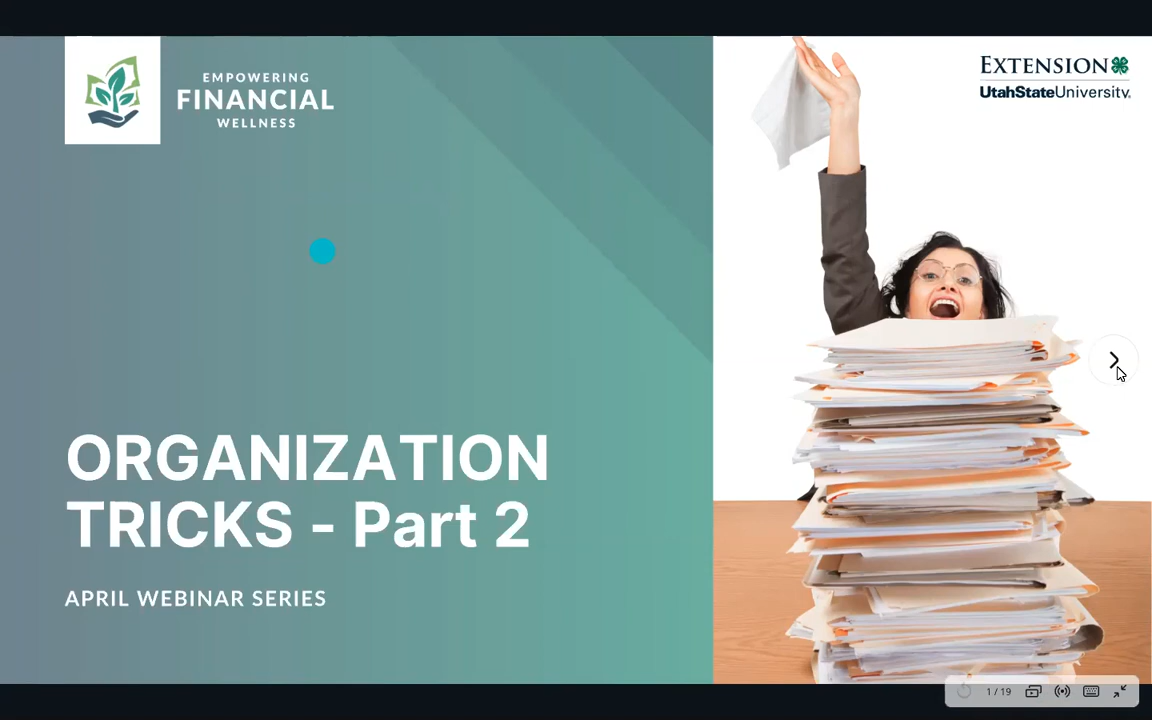 EMPOWERING
FINANCIAL
WELLNESS
EXTENSION
UtahStateUniversity.
ORGANIZATION
TRICKS - Part 2
APRIL WEBINAR SERIES
1 / 19